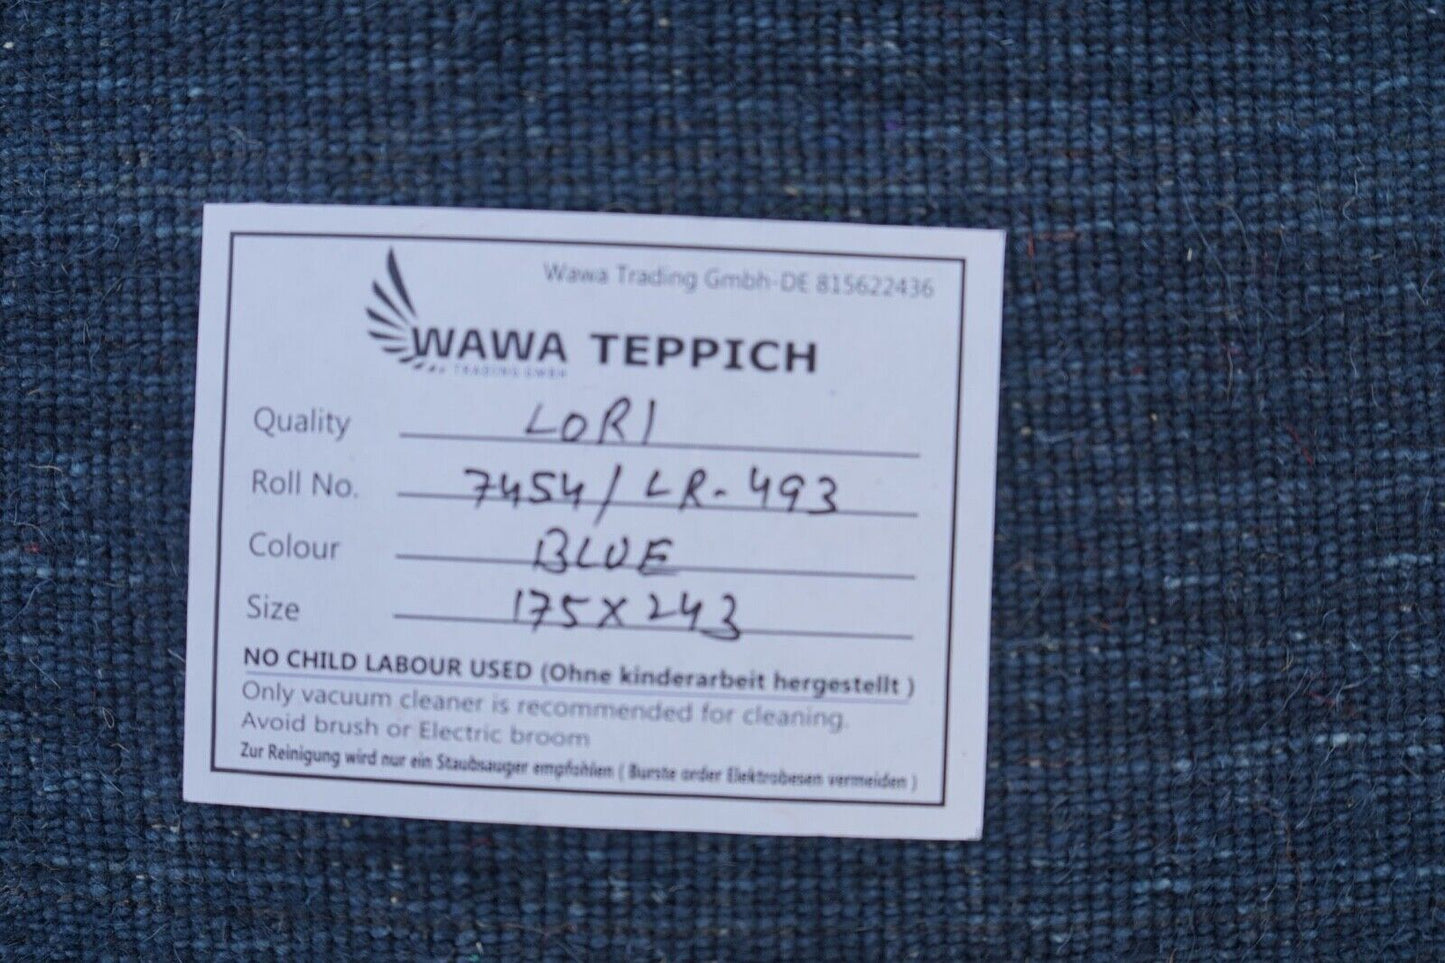 Wawa Trading Gmbh-DE 815622436
WAWA TEPPICH
TRADING GMBH
Quality LORI
Roll No. 7454/LR-493
Colour BLUE
Size 175X243
NO CHILD LABOUR USED (Ohne kinderarbeit hergestellt )
Only vacuum cleaner is recommended for cleaning.
Avoid brush or Electric broom
Zur Reinigung wird nur ein Staubsauger empfohlen ( Burste order Elektrobesen vermeiden )